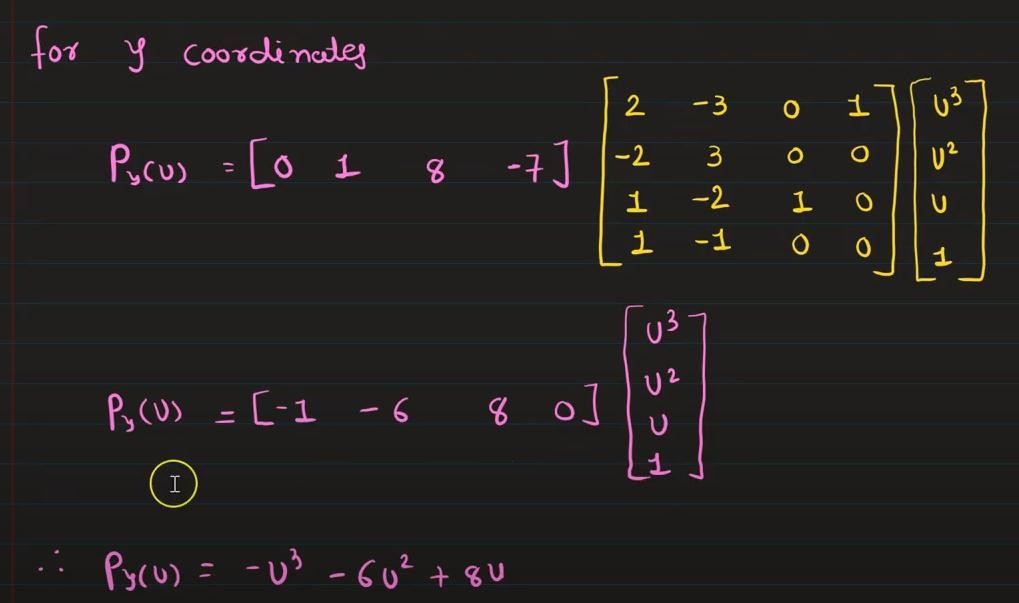 for y coordinates
Py(U) = [0 1 8 -7] [2 -3 0 1] [U³]
[-2 3 0 0] [U²]
[1 -2 1 0] [U]
[1 -1 0 0] [1]
Py(U) = [-1 -6 8 0] [U³ U² U 1]
∴ Py(U) = -U³ - 6U² + 8U